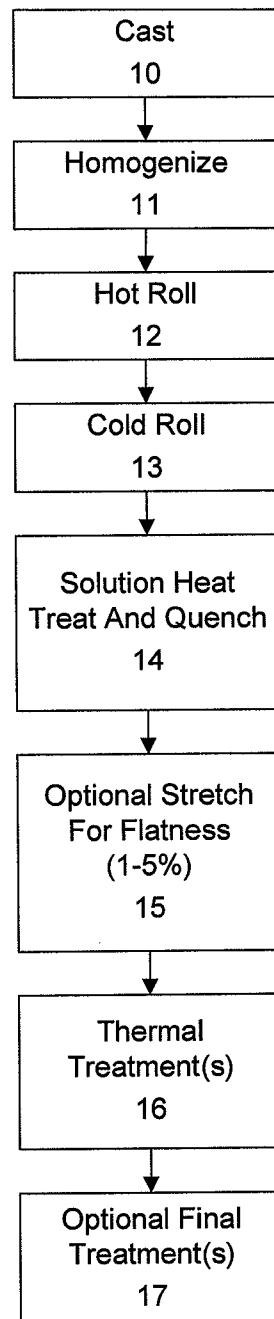 Cast
10
Homogenize
11
Hot Roll
12
Cold Roll
13
Solution Heat
Treat And Quench
14
Optional Stretch
For Flatness
(1-5%)
15
Thermal
Treatment(s)
16
Optional Final
Treatment(s)
17